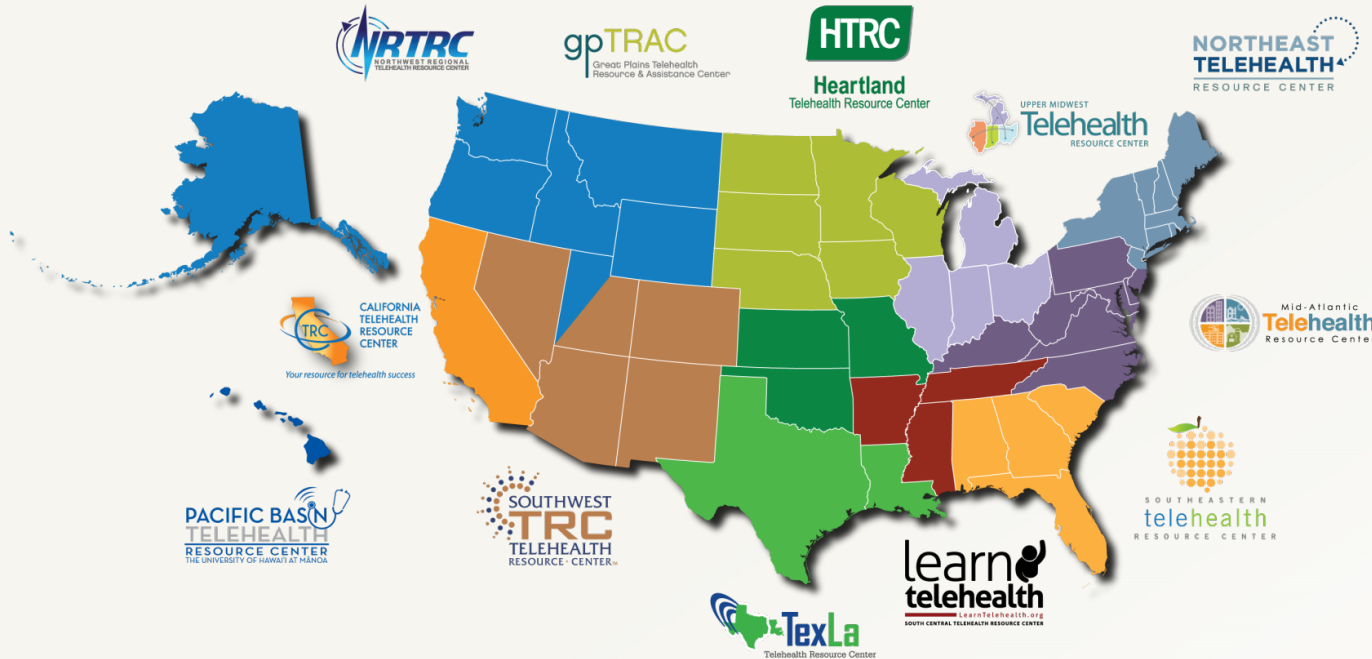 NRTRC
NORTHWEST REGIONAL
TELEHEALTH RESOURCE CENTER
gpTRAC
Great Plains Telehealth
Resource & Assistance Center
HTRC
Heartland
Telehealth Resource Center
NORTHEAST
TELEHEALTH
RESOURCE CENTER
UPPER MIDWEST
Telehealth
RESOURCE CENTER
TRC
CALIFORNIA
TELEHEALTH
RESOURCE
CENTER
Your resource for telehealth success
Mid-Atlantic
Telehealth
Resource Center
PACIFIC BASIN
TELEHEALTH
RESOURCE CENTER
THE UNIVERSITY OF HAWAI'I AT MĀNOA
SOUTHWEST
TRC
TELEHEALTH
RESOURCE · CENTER
SOUTHEASTERN
telehealth
RESOURCE CENTER
learn
telehealth
LearnTelehealth.org
SOUTH CENTRAL TELEHEALTH RESOURCE CENTER
TexLa
Telehealth Resource Center